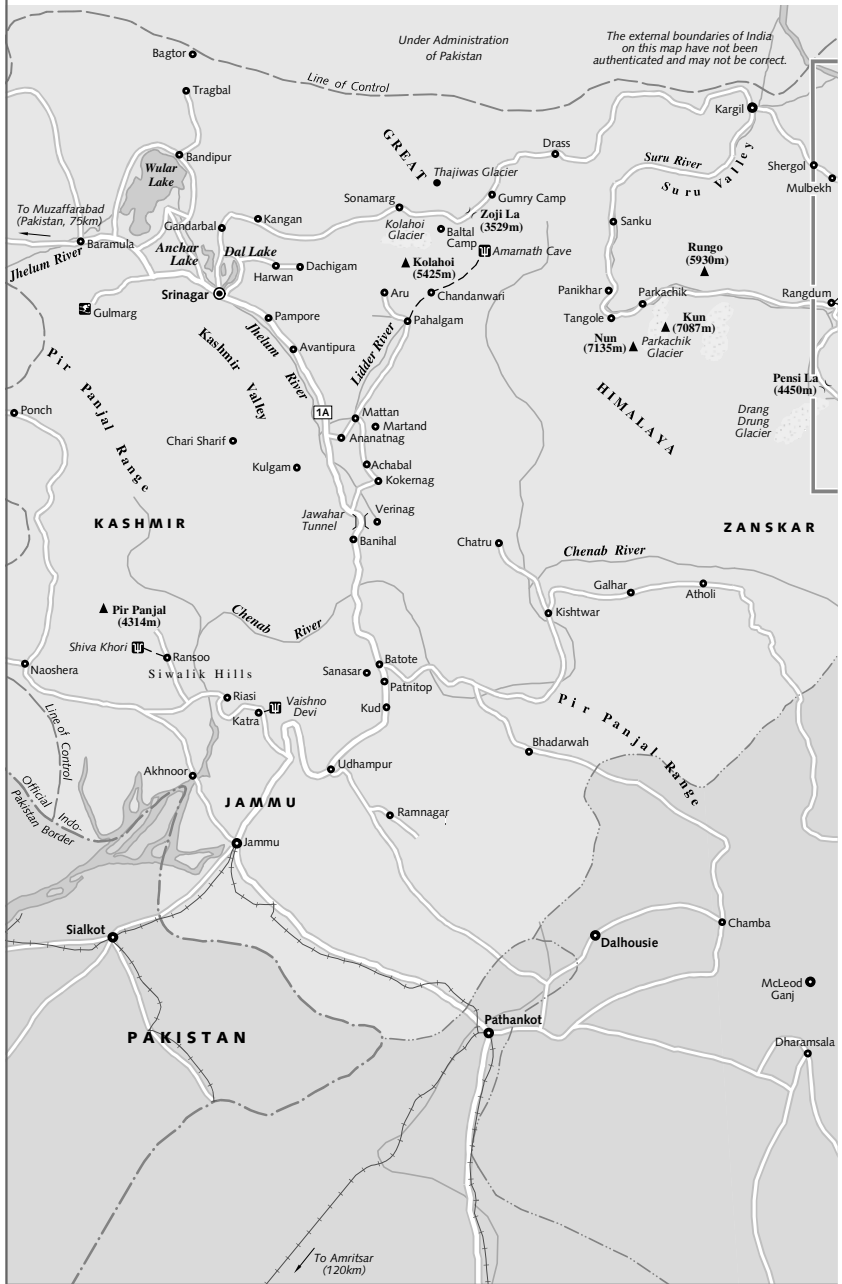 Under Administration
of Pakistan
The external boundaries of India
on this map have not been
authenticated and may not be correct.
Bagtor
Line of Control
Tragbal
Kargil
Bandipur
GREAT
Drass
Suru River
Suru Valley
Shergol
Mulbekh
Wular
Lake
Thajiwas Glacier
Sonamarg
Gumry Camp
To Muzaffarabad
(Pakistan, 75km)
Gandarbal
Kangan
Kolahoi
Glacier
Zoji La
(3529m)
Baltal
Camp
Sanku
Baramula
Anchar
Lake
Dal Lake
Amarnath Cave
Rungo
(5930m)
Jhelum River
Harwan
Dachigam
Kolahoi
(5425m)
Srinagar
Aru
Chandanwari
Panikhar
Parkachik
Rangdum
Gulmarg
Pampore
Pahalgam
Tangole
Kun
(7087m)
Nun
(7135m)
Parkachik
Glacier
Jhelum
River
Avantipura
Lidder River
Kashmir
Valley
Pir Panjal Range
Pensi La
(4450m)
HIMALAYA
Ponch
1A
Mattan
Martand
Drang
Drung
Glacier
Chari Sharif
Ananatnag
Kulgam
Achabal
Kokernag
KASHMIR
Jawahar
Tunnel
Verinag
ZANSKAR
Banihal
Chatru
Chenab River
Galhar
Atholi
Pir Panjal
(4314m)
Chenab
River
Kishtwar
Shiva Khori
Ransoo
Batote
Naoshera
Siwalik Hills
Sanasar
Patnitop
Riasi
Vaishno
Devi
Kud
Katra
Pir Panjal Range
Line of Control
Bhadarwah
Akhnoor
Udhampur
Official Indo-
Pakistan Border
JAMMU
Ramnagar
Jammu
Sialkot
Chamba
Dalhousie
McLeod
Ganj
Pathankot
PAKISTAN
Dharamsala
To Amritsar
(120km)